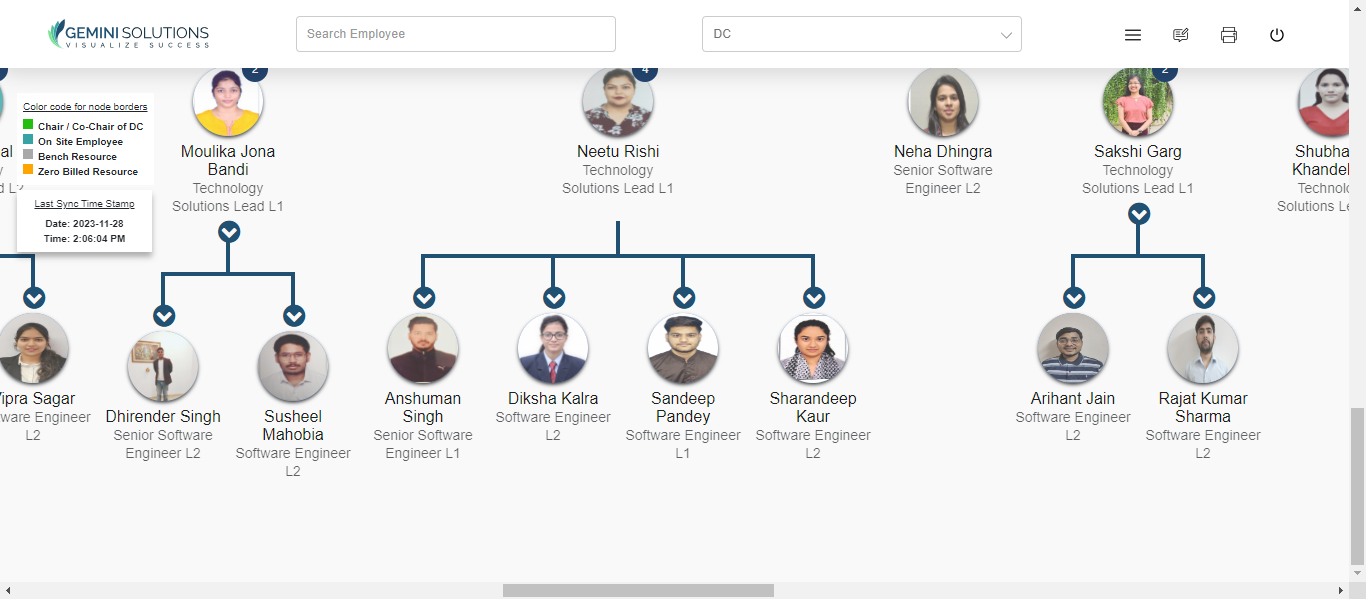 GEMINI SOLUTIONS
VISUALIZE SUCCESS
Search Employee
DC
2
4
2
Color code for node borders
Chair / Co-Chair of DC
On Site Employee
Bench Resource
Zero Billed Resource
Last Sync Time Stamp
Date: 2023-11-28
Time: 2:06:04 PM
al
d L2
Moulika Jona
Bandi
Technology
Solutions Lead L1
Neetu Rishi
Technology
Solutions Lead L1
Neha Dhingra
Senior Software
Engineer L2
Sakshi Garg
Technology
Solutions Lead L1
Shubha
Khandel
Technolo
Solutions Le
Vipra Sagar
ware Engineer
L2
Dhirender Singh
Senior Software
Engineer L2
Susheel
Mahobia
Software Engineer
L2
Anshuman
Singh
Senior Software
Engineer L1
Diksha Kalra
Software Engineer
L2
Sandeep
Pandey
Software Engineer
L1
Sharandeep
Kaur
Software Engineer
L2
Arihant Jain
Software Engineer
L2
Rajat Kumar
Sharma
Software Engineer
L2